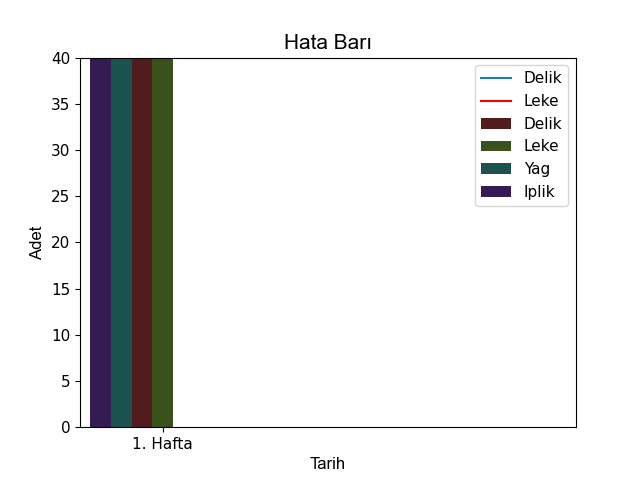 Hata Barı
40
35
30
25
20
15
10
5
0
Adet
1. Hafta
Tarih
Delik
Leke
Delik
Leke
Yag
Iplik